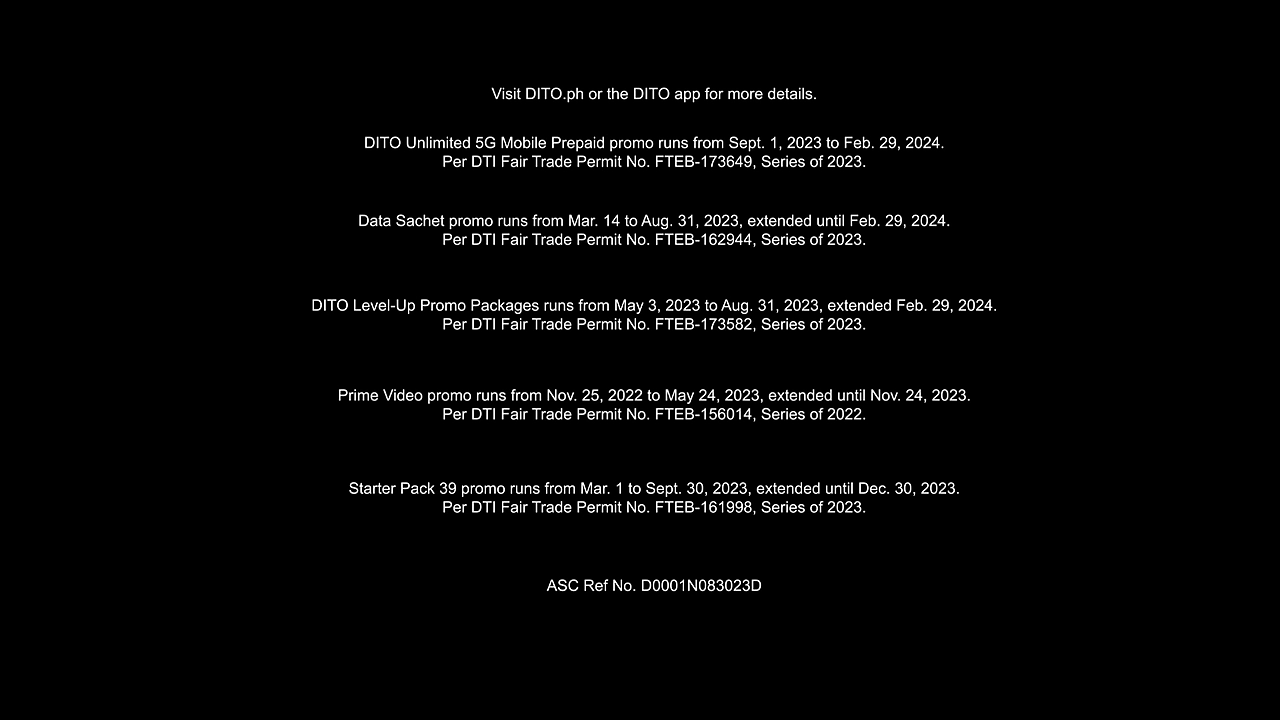 Visit DITO.ph or the DITO app for more details.
DITO Unlimited 5G Mobile Prepaid promo runs from Sept. 1, 2023 to Feb. 29, 2024.
Per DTI Fair Trade Permit No. FTEB-173649, Series of 2023.
Data Sachet promo runs from Mar. 14 to Aug. 31, 2023, extended until Feb. 29, 2024.
Per DTI Fair Trade Permit No. FTEB-162944, Series of 2023.
DITO Level-Up Promo Packages runs from May 3, 2023 to Aug. 31, 2023, extended Feb. 29, 2024.
Per DTI Fair Trade Permit No. FTEB-173582, Series of 2023.
Prime Video promo runs from Nov. 25, 2022 to May 24, 2023, extended until Nov. 24, 2023.
Per DTI Fair Trade Permit No. FTEB-156014, Series of 2022.
Starter Pack 39 promo runs from Mar. 1 to Sept. 30, 2023, extended until Dec. 30, 2023.
Per DTI Fair Trade Permit No. FTEB-161998, Series of 2023.
ASC Ref No. D0001N083023D